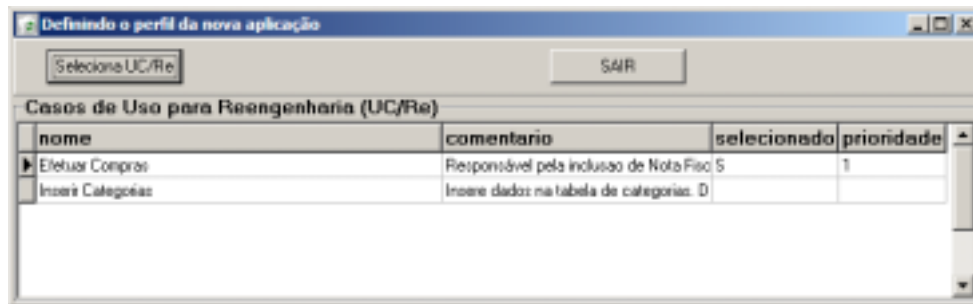 Definindo o perfil da nova aplicação
Seleciona UC/Re SAIR
Casos de Uso para Reengenharia (UC/Re)
nome comentario selecionado prioridade
Efetuar Compras Responsável pela inclusao de Nota Fisc S 1
Inserir Categorias Insere dados na tabela de categorias. D